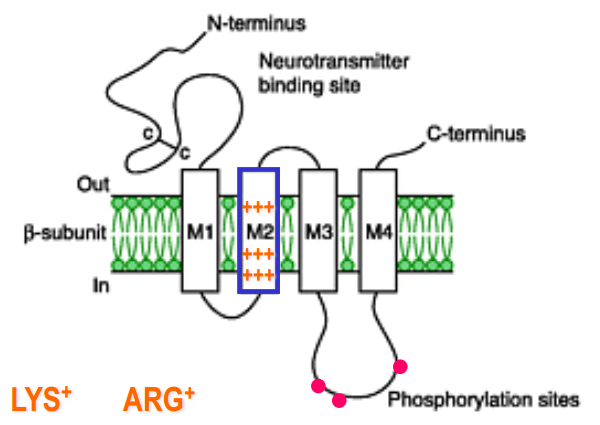 N-terminus
Neurotransmitter
binding site
C
C
C-terminus
Out
β-subunit
M1
M2
M3
M4
+++
+++
+++
In
LYS+
ARG+
Phosphorylation sites